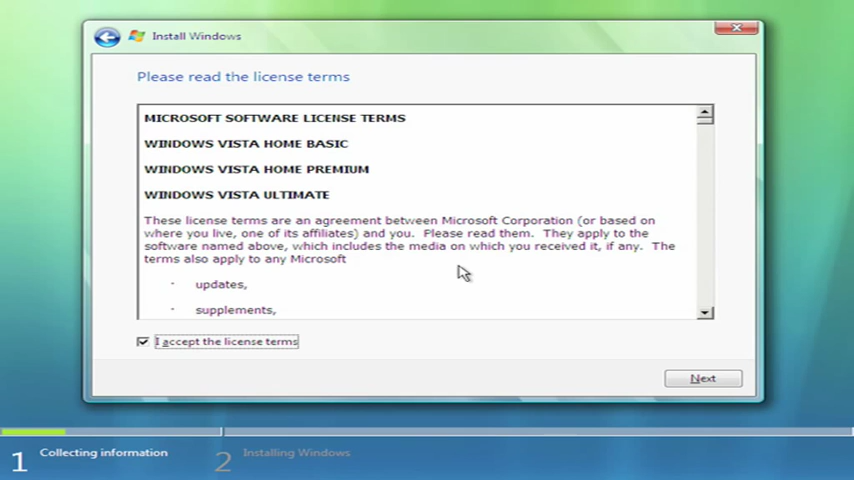 Install Windows
Please read the license terms
MICROSOFT SOFTWARE LICENSE TERMS
WINDOWS VISTA HOME BASIC
WINDOWS VISTA HOME PREMIUM
WINDOWS VISTA ULTIMATE
These license terms are an agreement between Microsoft Corporation (or based on
where you live, one of its affiliates) and you.  Please read them.  They apply to the
software named above, which includes the media on which you received it, if any.  The
terms also apply to any Microsoft
· updates,
· supplements,
I accept the license terms
Next
1 Collecting information
2 Installing Windows